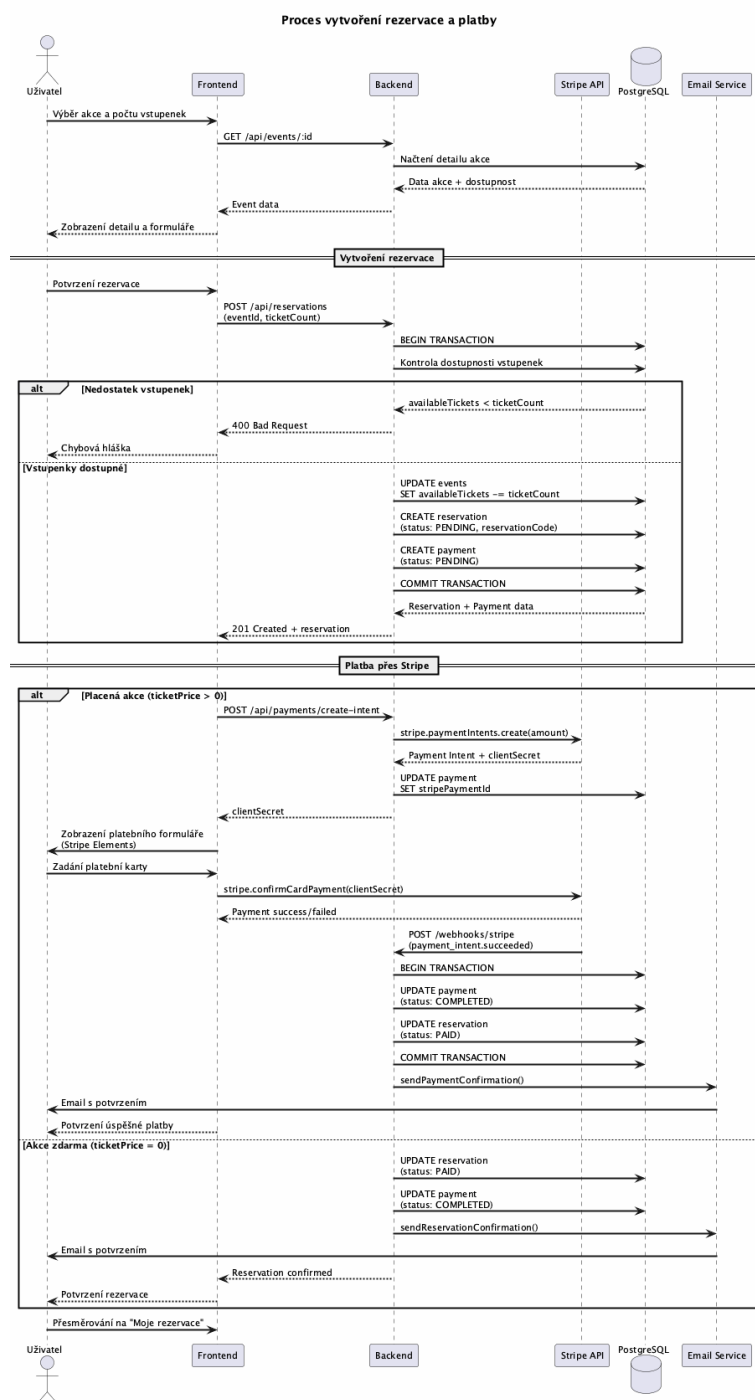 Proces vytvoření rezervace a platby
Uživatel
Frontend
Backend
Stripe API
PostgreSQL
Email Service
Výběr akce a počtu vstupenek
GET /api/events/:id
Načtení detailu akce
Data akce + dostupnost
Event data
Zobrazení detailu a formuláře
Vytvoření rezervace
Potvrzení rezervace
POST /api/reservations
(eventId, ticketCount)
BEGIN TRANSACTION
Kontrola dostupnosti vstupenek
alt
[Nedostatek vstupenek]
availableTickets < ticketCount
400 Bad Request
Chybová hláška
[Vstupenky dostupné]
UPDATE events
SET availableTickets -= ticketCount
CREATE reservation
(status: PENDING, reservationCode)
CREATE payment
(status: PENDING)
COMMIT TRANSACTION
Reservation + Payment data
201 Created + reservation
Platba přes Stripe
alt
[Placená akce (ticketPrice > 0)]
POST /api/payments/create-intent
stripe.paymentIntents.create(amount)
Payment Intent + clientSecret
UPDATE payment
SET stripePaymentId
clientSecret
Zobrazení platebního formuláře
(Stripe Elements)
Zadání platební karty
stripe.confirmCardPayment(clientSecret)
Payment success/failed
POST /webhooks/stripe
(payment_intent.succeeded)
BEGIN TRANSACTION
UPDATE payment
(status: COMPLETED)
UPDATE reservation
(status: PAID)
COMMIT TRANSACTION
sendPaymentConfirmation()
Email s potvrzením
Potvrzení úspěšné platby
[Akce zdarma (ticketPrice = 0)]
UPDATE reservation
(status: PAID)
UPDATE payment
(status: COMPLETED)
sendReservationConfirmation()
Email s potvrzením
Reservation confirmed
Potvrzení rezervace
Přesměrování na "Moje rezervace"
Uživatel
Frontend
Backend
Stripe API
PostgreSQL
Email Service